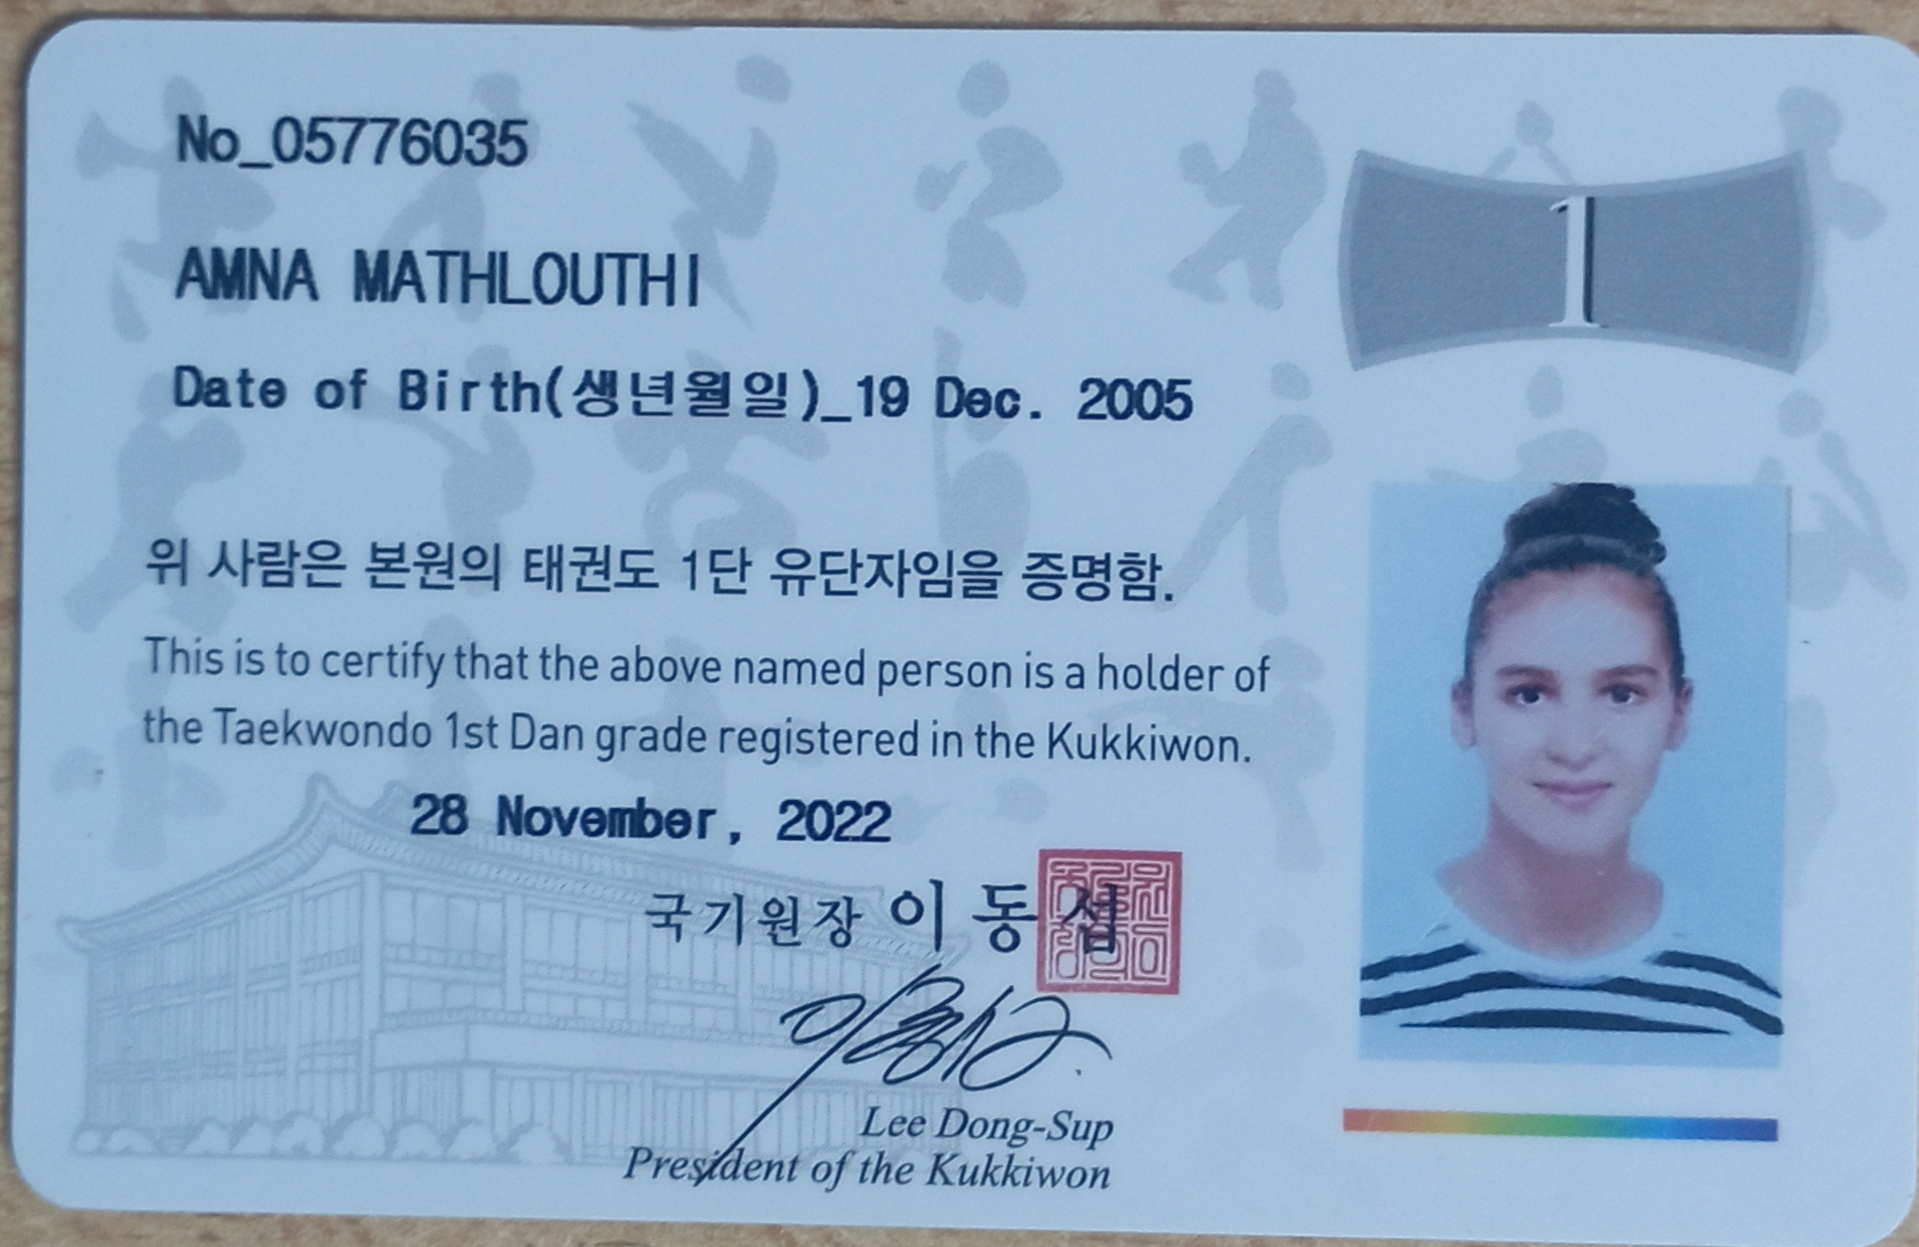 No_05776035
1
AMNA MATHLOUTHI
Date of Birth(생년월일)_19 Dec. 2005
위 사람은 본원의 태권도 1단 유단자임을 증명함.
This is to certify that the above named person is a holder of
the Taekwondo 1st Dan grade registered in the Kukkiwon.
28 November, 2022
국기원장 이동섭
Lee Dong-Sup
President of the Kukkiwon